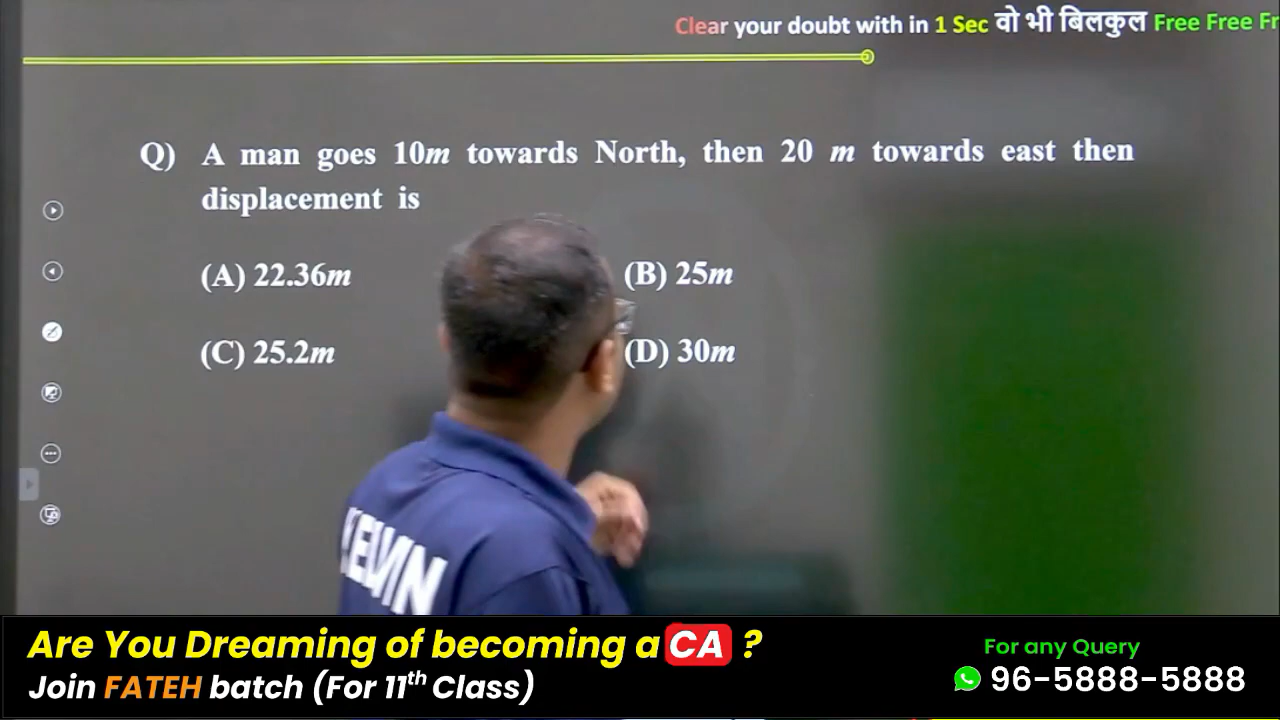 Clear your doubt with in 1 Sec वो भी बिलकुल Free Free Fr
Q) A man goes 10m towards North, then 20 m towards east then
displacement is
(A) 22.36m (B) 25m
(C) 25.2m (D) 30m
KELVIN
Are You Dreaming of becoming a CA ?
Join FATEH batch (For 11th Class)
For any Query
96-5888-5888